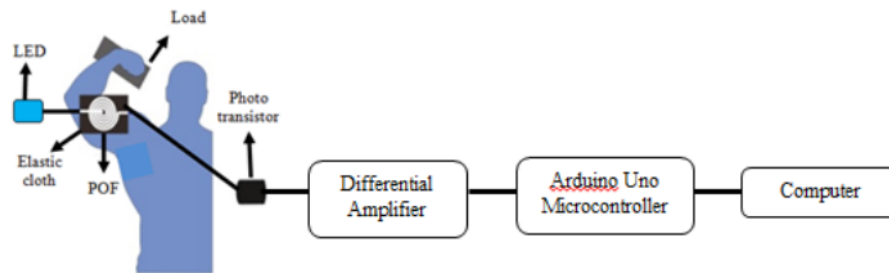 Load
LED
Photo
transistor
Elastic
cloth
POF
Differential
Amplifier
Arduino Uno
Microcontroller
Computer